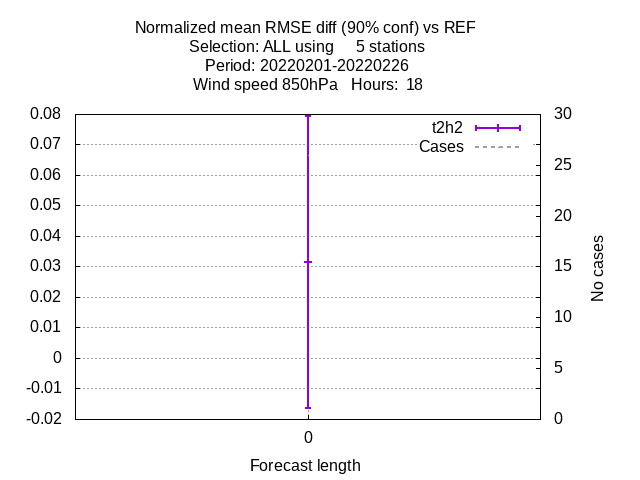 Normalized mean RMSE diff (90% conf) vs REF
Selection: ALL using     5 stations
Period: 20220201-20220226
Wind speed 850hPa   Hours:  18
0.08
0.07
0.06
0.05
0.04
0.03
0.02
0.01
0
-0.01
-0.02
t2h2
Cases
30
25
20
15
10
5
0
No cases
0
Forecast length